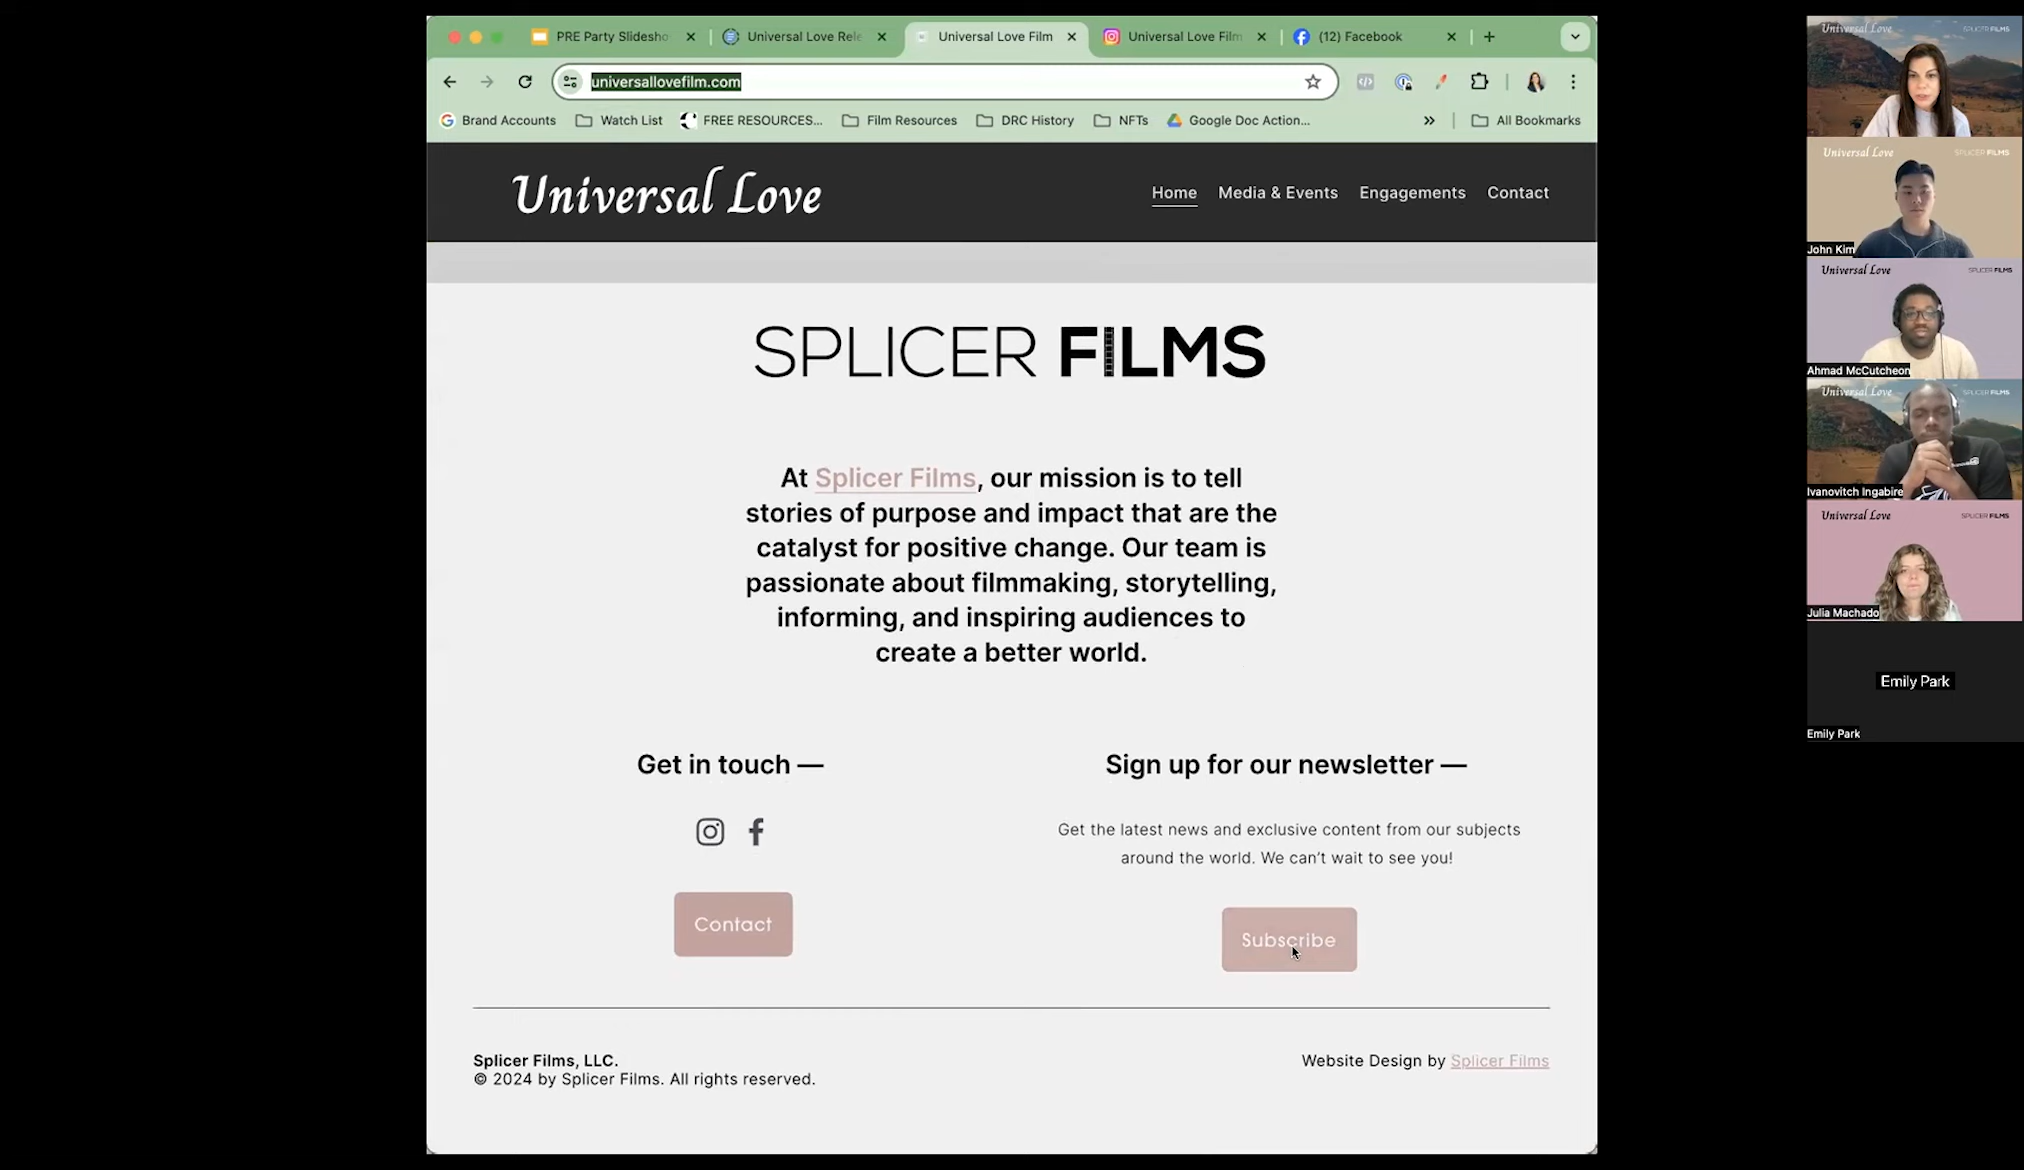 PRE Party Slidesho
Universal Love Rele
Universal Love Film
Universal Love Film
(12) Facebook
universallovefilm.com
Brand Accounts
Watch List
FREE RESOURCES...
Film Resources
DRC History
NFTs
Google Doc Action...
All Bookmarks
Universal Love
Home
Media & Events
Engagements
Contact
SPLICER FILMS
At Splicer Films, our mission is to tell
stories of purpose and impact that are the
catalyst for positive change. Our team is
passionate about filmmaking, storytelling,
informing, and inspiring audiences to
create a better world.
Get in touch —
Contact
Sign up for our newsletter —
Get the latest news and exclusive content from our subjects
around the world. We can't wait to see you!
Subscribe
Splicer Films, LLC.
© 2024 by Splicer Films. All rights reserved.
Website Design by Splicer Films
Universal Love
SPLICER FILMS
Universal Love
SPLICER FILMS
John Kim
Universal Love
SPLICER FILMS
Ahmad McCutcheon
Universal Love
SPLICER FILMS
Ivanovitch Ingabire
Universal Love
SPLICER FILMS
Julia Machado
Emily Park
Emily Park